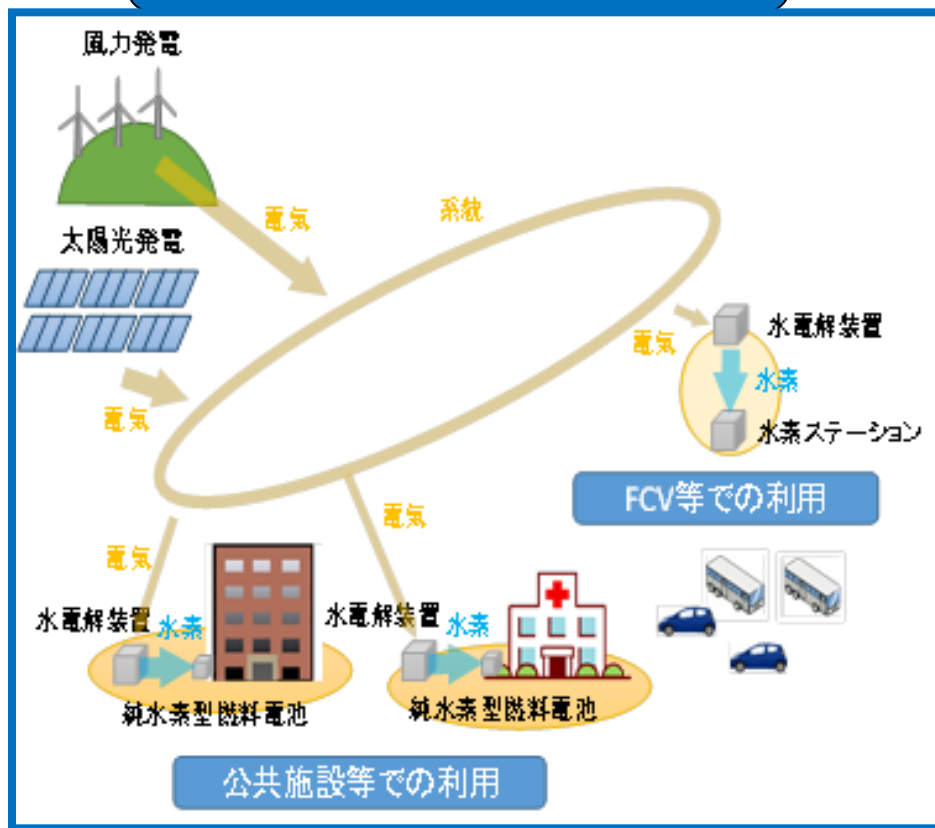 風力発電
電気
系統
太陽光発電
電気
水電解装置
電気
水素
水素ステーション
FCV等での利用
電気
電気
水電解装置
水素
水電解装置
水素
純水素型燃料電池
純水素型燃料電池
公共施設等での利用